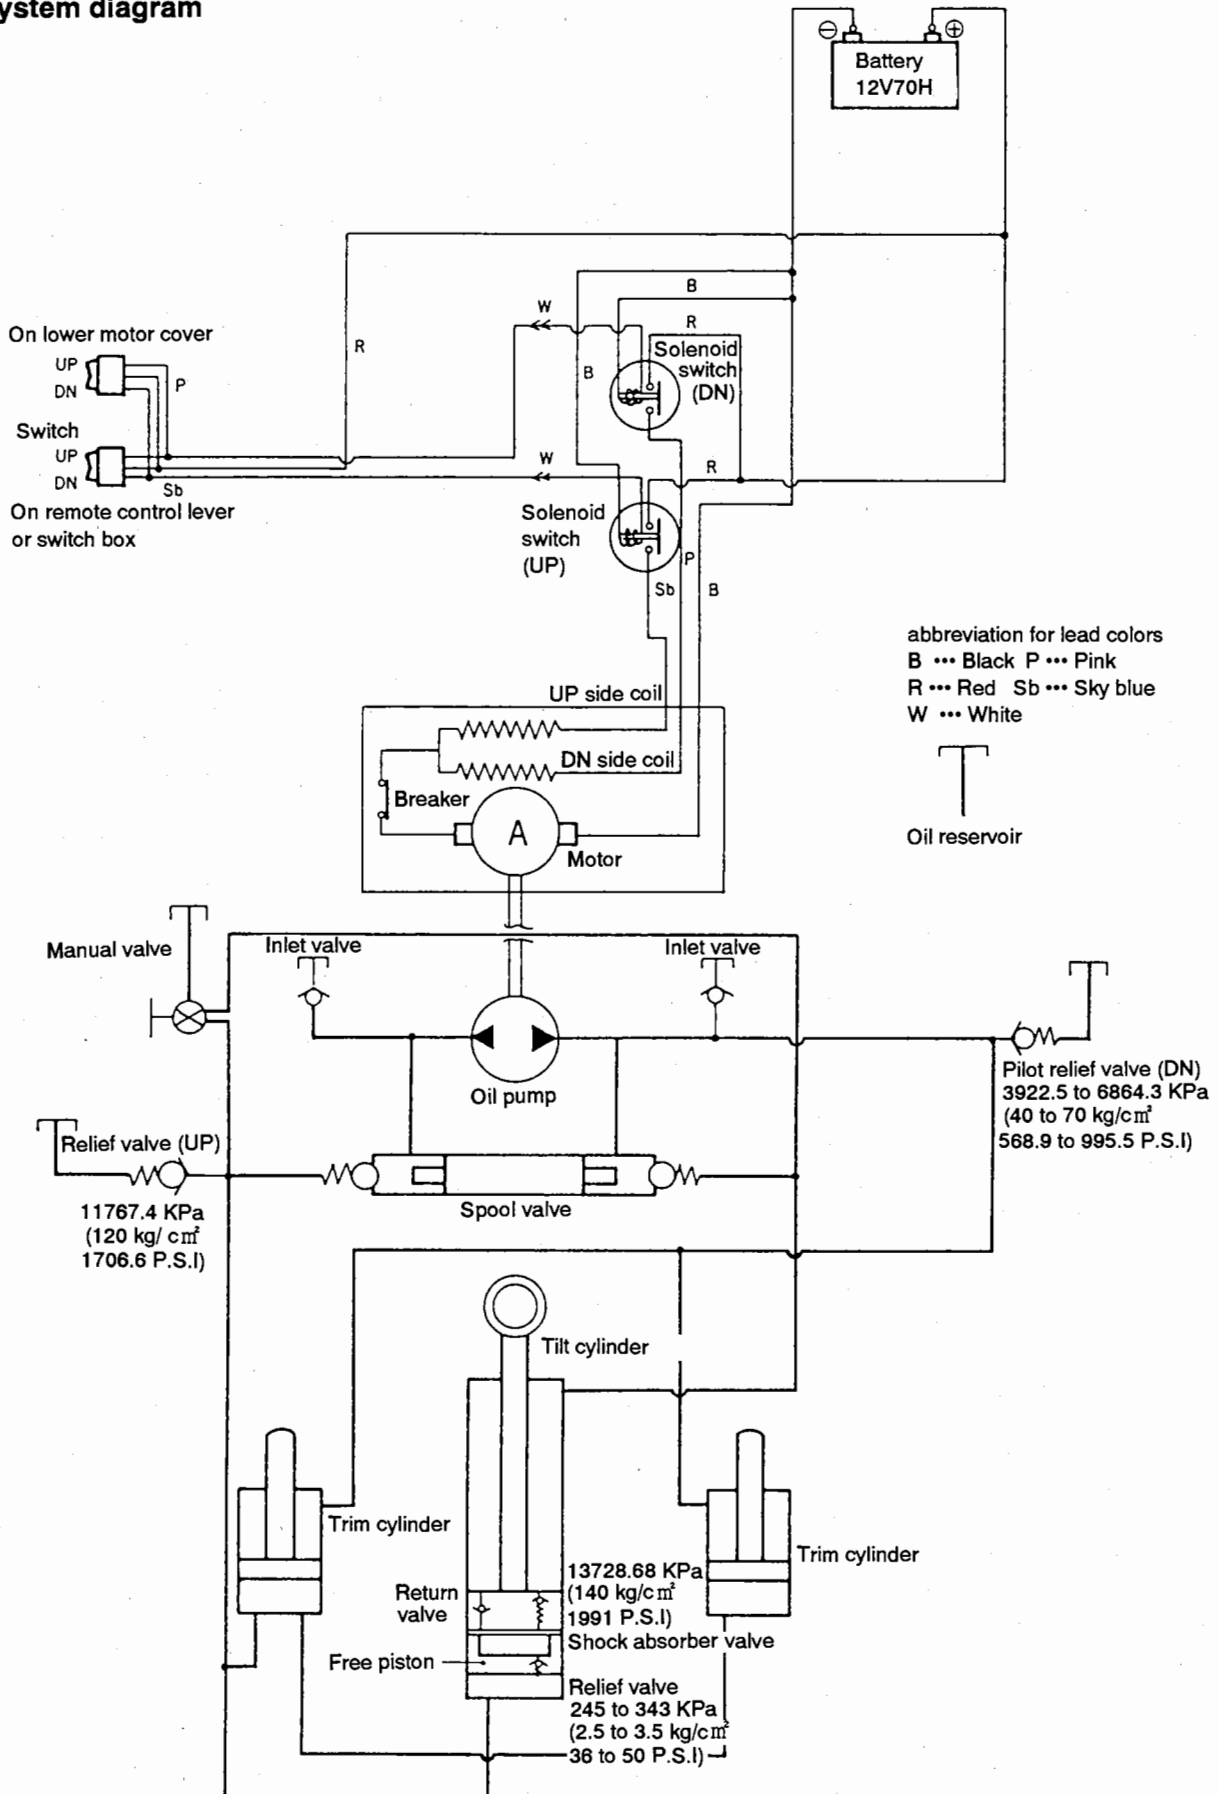 ystem diagram
⊖
⊕
Battery
12V70H
B
W
R
On lower motor cover
UP
DN
P
R
Solenoid
switch
(DN)
B
Switch
UP
DN
Sb
W
R
On remote control lever
or switch box
Solenoid
switch
(UP)
P
Sb
B
abbreviation for lead colors
B ••• Black P ••• Pink
R ••• Red Sb ••• Sky blue
W ••• White
UP side coil
DN side coil
Breaker
A
Motor
Oil reservoir
Manual valve
Inlet valve
Inlet valve
Oil pump
Pilot relief valve (DN)
3922.5 to 6864.3 KPa
(40 to 70 kg/cm²
568.9 to 995.5 P.S.I)
Relief valve (UP)
11767.4 KPa
(120 kg/ cm²
1706.6 P.S.I)
Spool valve
Tilt cylinder
Trim cylinder
Trim cylinder
13728.68 KPa
(140 kg/cm²
1991 P.S.I)
Return
valve
Shock absorber valve
Free piston
Relief valve
245 to 343 KPa
(2.5 to 3.5 kg/cm²
36 to 50 P.S.I)